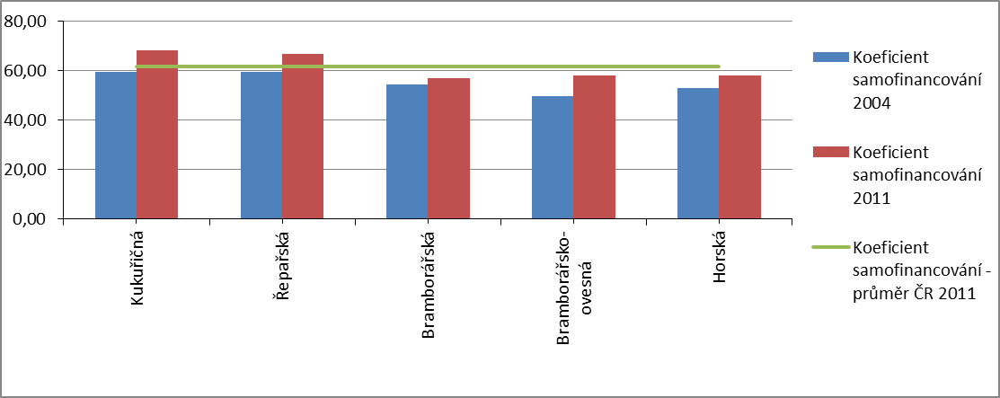 80,00
60,00
40,00
20,00
0,00
Kukuřičná
Řepařská
Bramborářská
Bramborářsko-
ovesná
Horská
Koeficient
samofinancování
2004
Koeficient
samofinancování
2011
Koeficient
samofinancování -
průměr ČR 2011